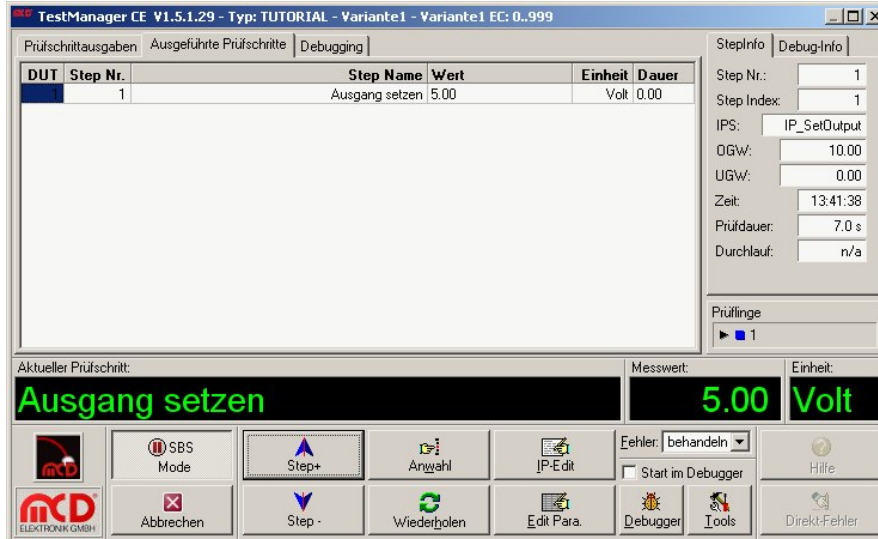 TestManager CE V1.5.1.29 - Typ: TUTORIAL - Variante1 - Variante1 EC: 0..999
Prüfschrittausgaben Ausgeführte Prüfschritte Debugging
StepInfo Debug-Info
DUT Step Nr. Step Name Wert Einheit Dauer
1 1 Ausgang setzen 5.00 Volt 0.00
Step Nr.: 1
Step Index: 1
IPS: IP_SetOutput
OGW: 10.00
UGW: 0.00
Zeit: 13:41:38
Prüfdauer: 7.0 s
Durchlauf: n/a
Prüflinge
1
Aktueller Prüfschritt: Messwert: Einheit:
Ausgang setzen 5.00 Volt
mcD
SBS Mode
Step+
Anwahl
IP-Edit
Fehler: behandeln
Start im Debugger
Hilfe
mcD
ELEKTRONIK GMBH
Abbrechen
Step -
Wiederholen
Edit Para.
Debugger
Tools
Direkt-Fehler